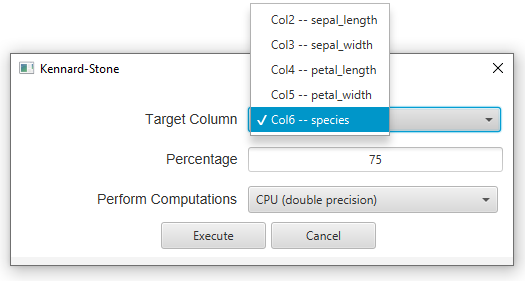 Col2 -- sepal_length
Col3 -- sepal_width
Col4 -- petal_length
Col5 -- petal_width
✓ Col6 -- species
Kennard-Stone
Target Column
Percentage 75
Perform Computations CPU (double precision)
Execute Cancel